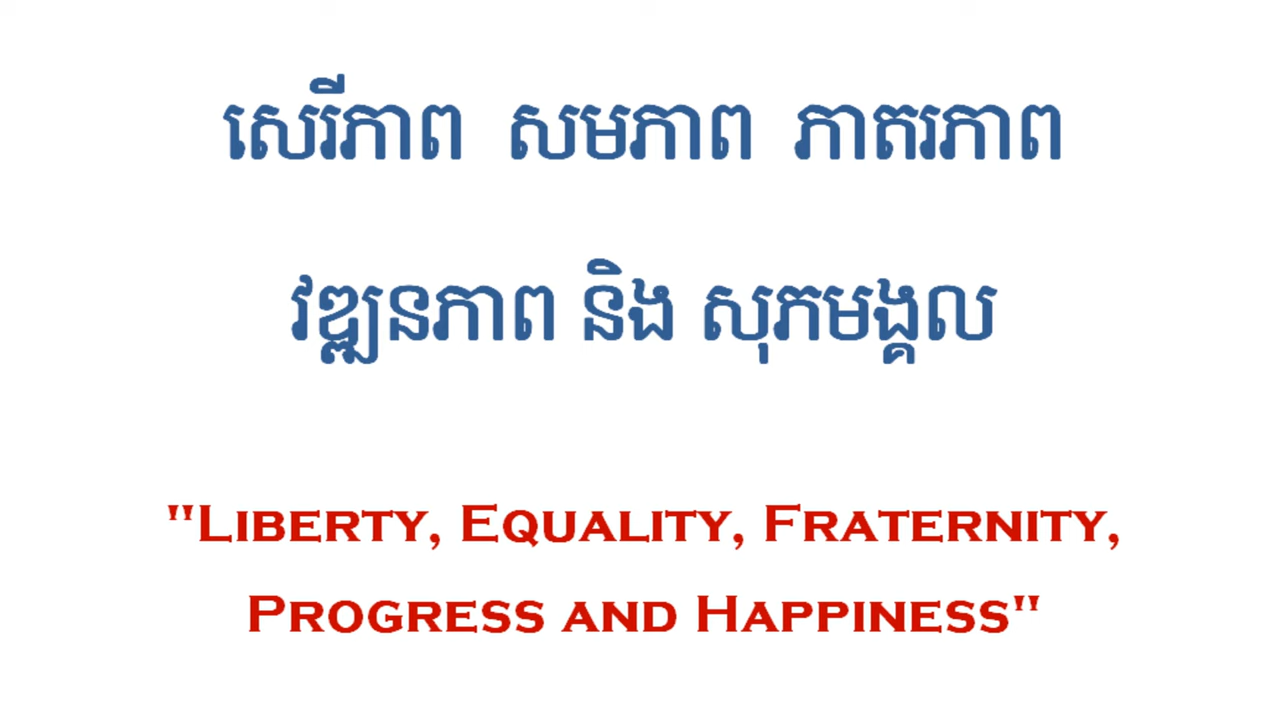 សេរីភាព សមភាព ភាតរភាព
វឌ្ឍនភាព និង សុភមង្គល
"LIBERTY, EQUALITY, FRATERNITY,
PROGRESS AND HAPPINESS"